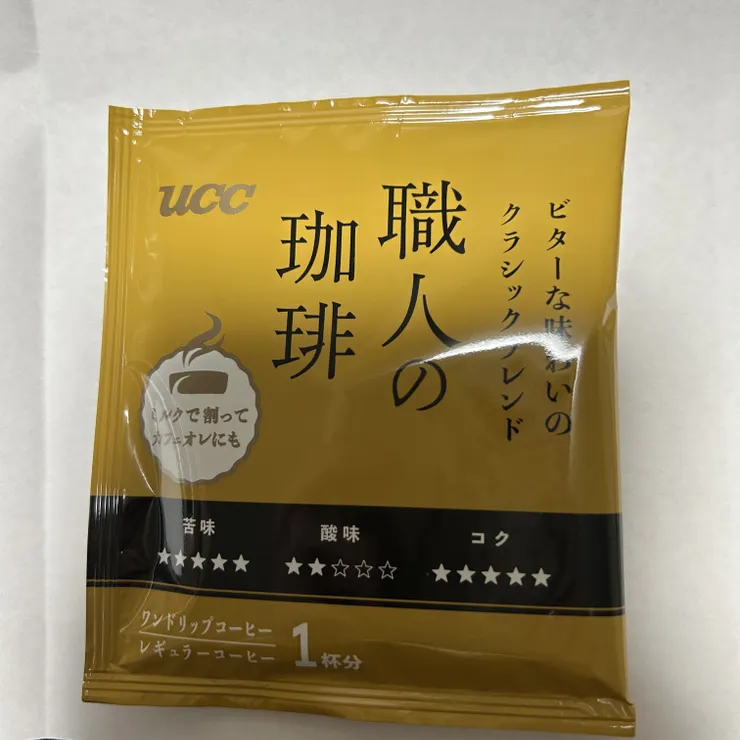 ucc
職人の
珈琲
ビターな味わいの
クラシックブレンド
ミルクで割って
カフェオレにも
苦味
★★★★★
酸味
★★☆☆☆
コク
★★★★★
ワンドリップコーヒー
レギュラーコーヒー
1杯分